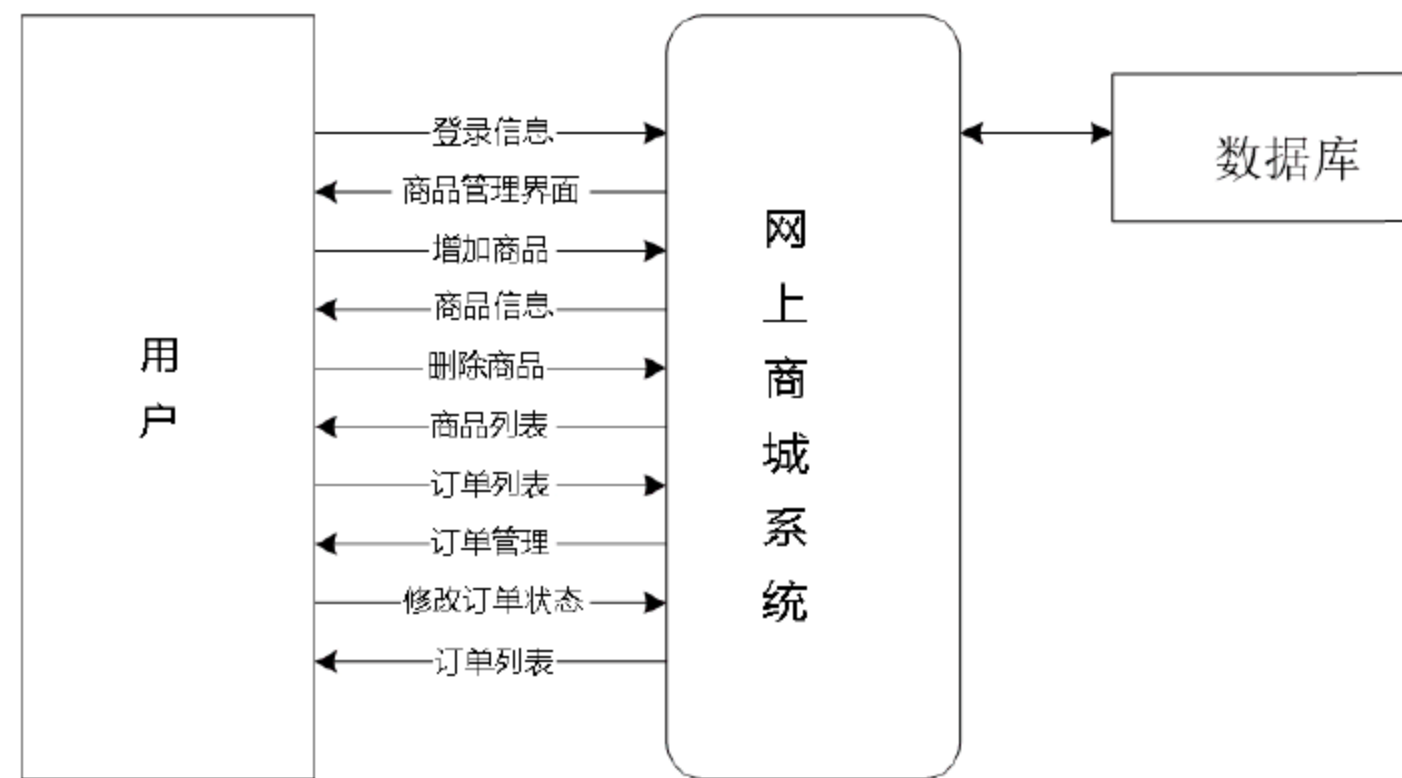 用户
登录信息
商品管理界面
增加商品
商品信息
删除商品
商品列表
订单列表
订单管理
修改订单状态
订单列表
网上商城系统
数据库